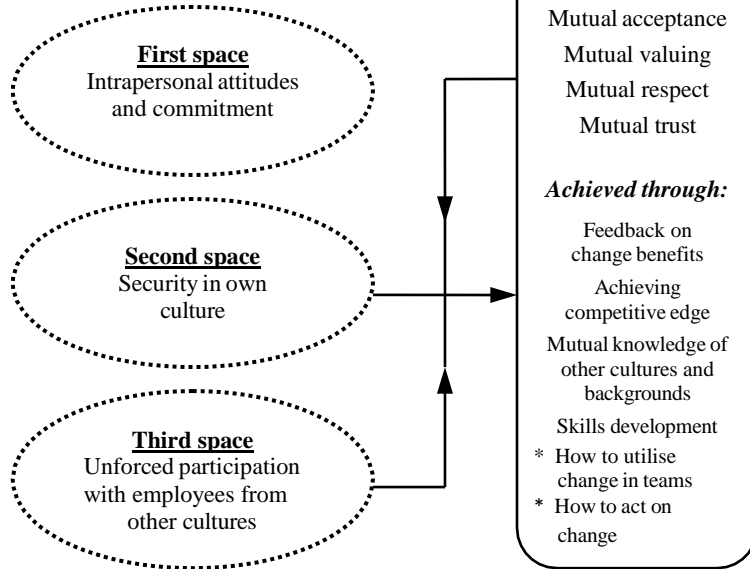 First space
Intrapersonal attitudes
and commitment
Second space
Security in own
culture
Third space
Unforced participation
with employees from
other cultures
Mutual acceptance
Mutual valuing
Mutual respect
Mutual trust
Achieved through:
Feedback on
change benefits
Achieving
competitive edge
Mutual knowledge of
other cultures and
backgrounds
Skills development
* How to utilise
change in teams
* How to act on
change